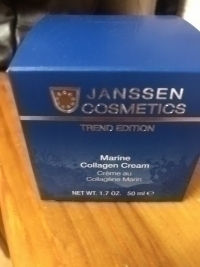 JANSSEN
COSMETICS
TREND EDITION
Marine
Collagen Cream
Crème au
Collagène Marin
NET WT. 1.7 OZ. 50 ml ℮